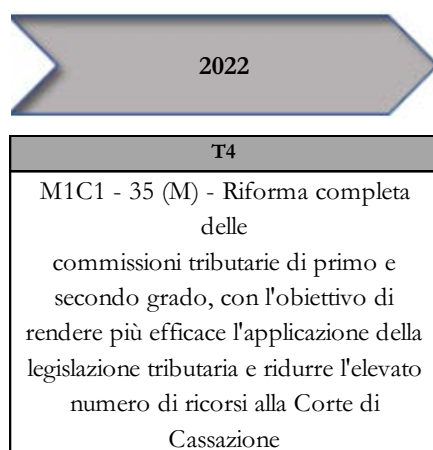 2022
T4
M1C1 - 35 (M) - Riforma completa
delle
commissioni tributarie di primo e
secondo grado, con l'obiettivo di
rendere più efficace l'applicazione della
legislazione tributaria e ridurre l'elevato
numero di ricorsi alla Corte di
Cassazione